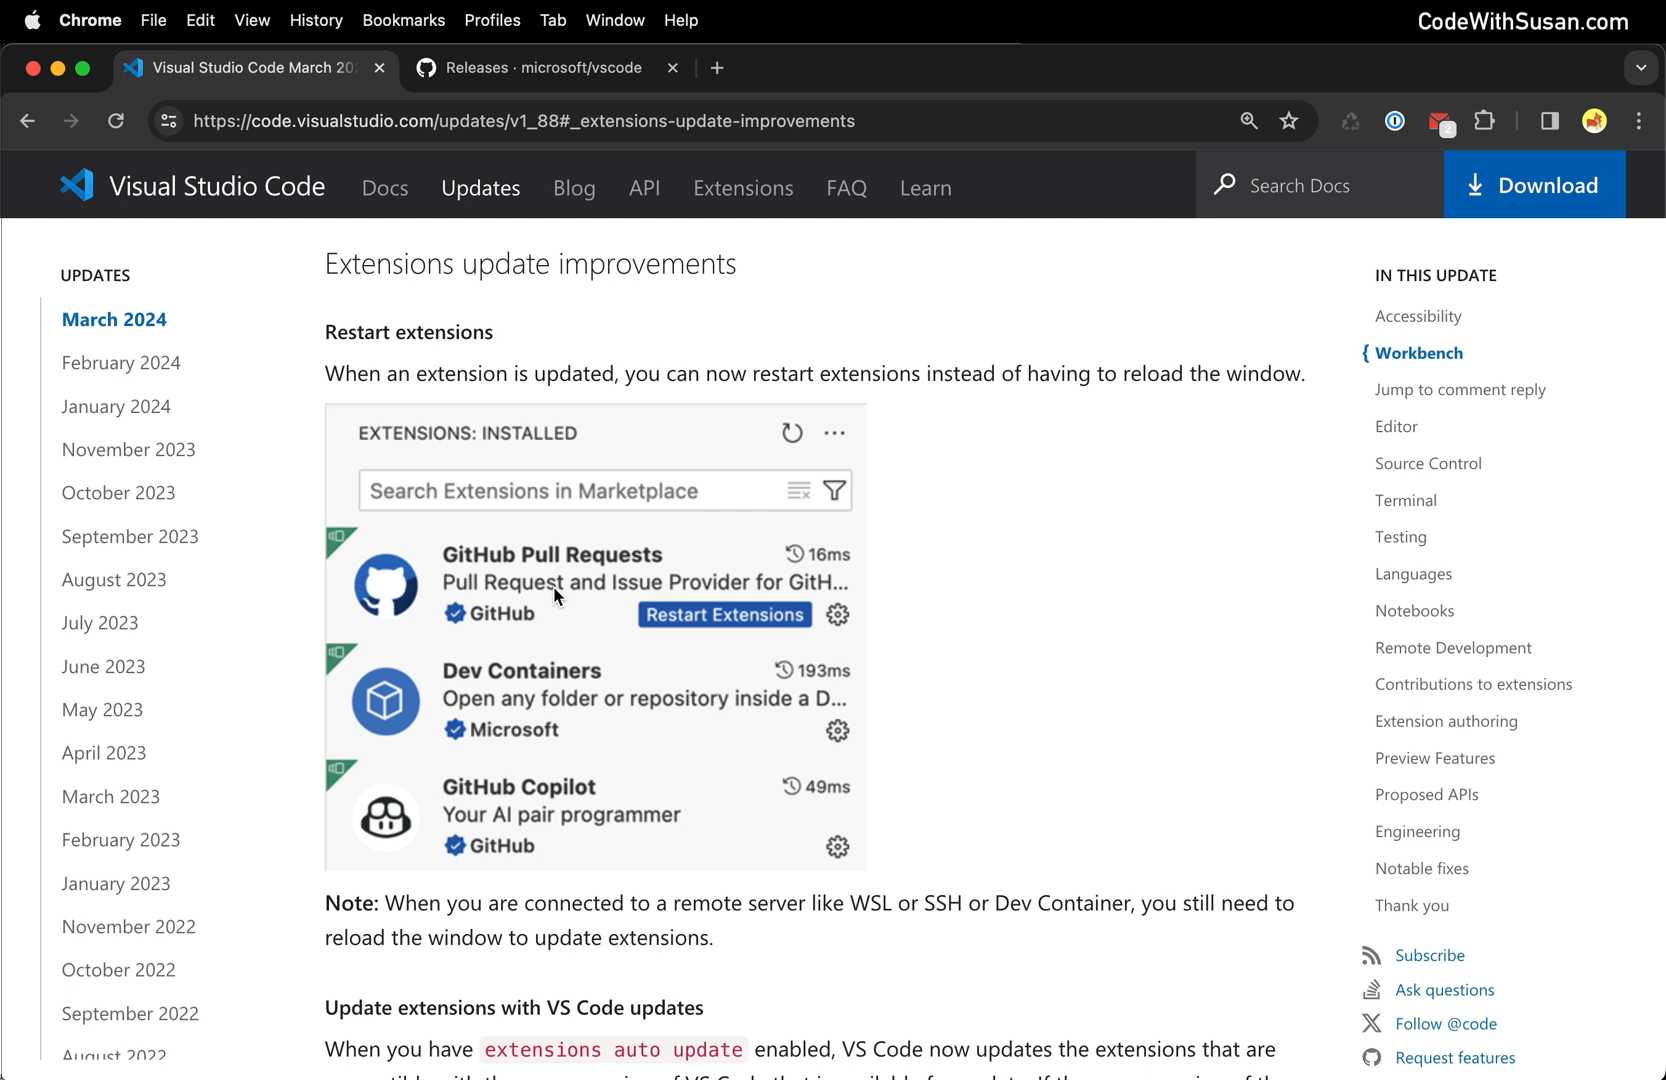 Chrome File Edit View History Bookmarks Profiles Tab Window Help
CodeWithSusan.com
Visual Studio Code March 20
Releases · microsoft/vscode
https://code.visualstudio.com/updates/v1_88#_extensions-update-improvements
2
Visual Studio Code
Docs Updates Blog API Extensions FAQ Learn
Search Docs
Download
UPDATES
March 2024
February 2024
January 2024
November 2023
October 2023
September 2023
August 2023
July 2023
June 2023
May 2023
April 2023
March 2023
February 2023
January 2023
November 2022
October 2022
September 2022
August 2022
Extensions update improvements
Restart extensions
When an extension is updated, you can now restart extensions instead of having to reload the window.
EXTENSIONS: INSTALLED
Search Extensions in Marketplace
GitHub Pull Requests 16ms
Pull Request and Issue Provider for GitH...
GitHub Restart Extensions
Dev Containers 193ms
Open any folder or repository inside a D...
Microsoft
GitHub Copilot 49ms
Your AI pair programmer
GitHub
Note: When you are connected to a remote server like WSL or SSH or Dev Container, you still need to
reload the window to update extensions.
Update extensions with VS Code updates
When you have extensions auto update enabled, VS Code now updates the extensions that are
IN THIS UPDATE
Accessibility
Workbench
Jump to comment reply
Editor
Source Control
Terminal
Testing
Languages
Notebooks
Remote Development
Contributions to extensions
Extension authoring
Preview Features
Proposed APIs
Engineering
Notable fixes
Thank you
Subscribe
Ask questions
Follow @code
Request features